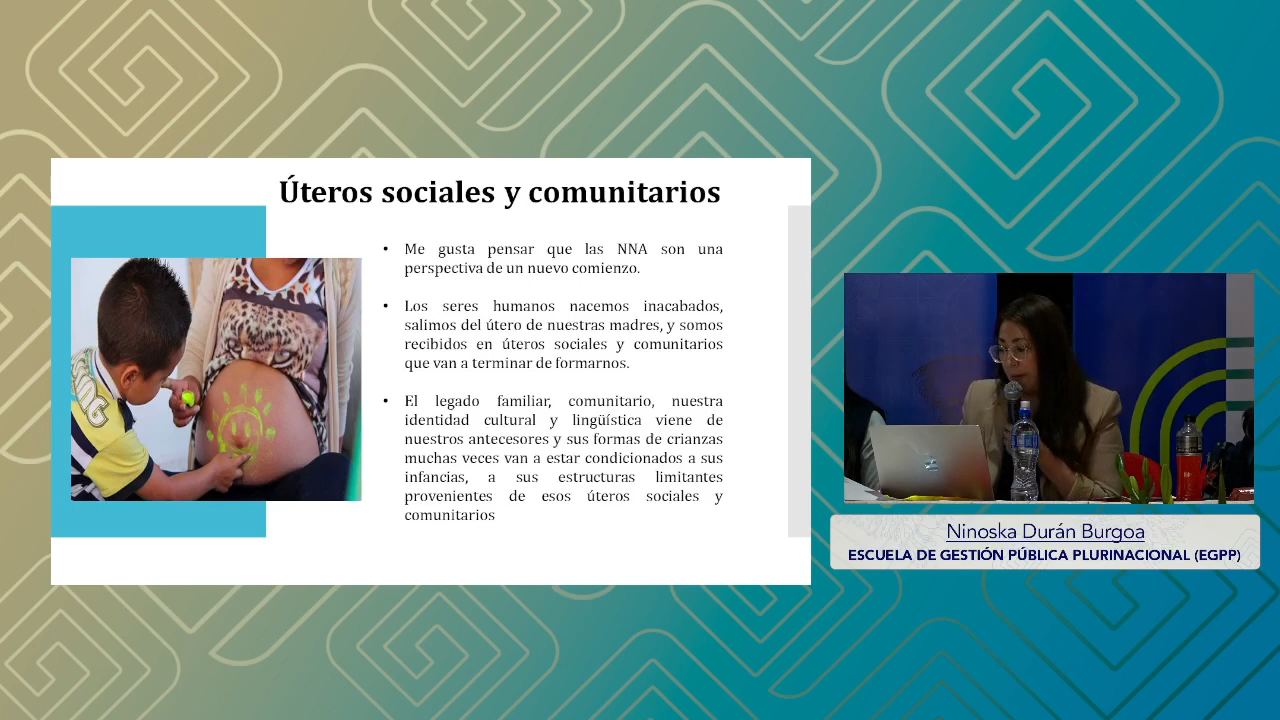 Úteros sociales y comunitarios
• Me gusta pensar que las NNA son una
perspectiva de un nuevo comienzo.
• Los seres humanos nacemos inacabados,
salimos del útero de nuestras madres, y somos
recibidos en úteros sociales y comunitarios
que van a terminar de formarnos.
• El legado familiar, comunitario, nuestra
identidad cultural y lingüística viene de
nuestros antecesores y sus formas de crianzas
muchas veces van a estar condicionados a sus
infancias, a sus estructuras limitantes
provenientes de esos úteros sociales y
comunitarios
Ninoska Durán Burgoa
ESCUELA DE GESTIÓN PÚBLICA PLURINACIONAL (EGPP)